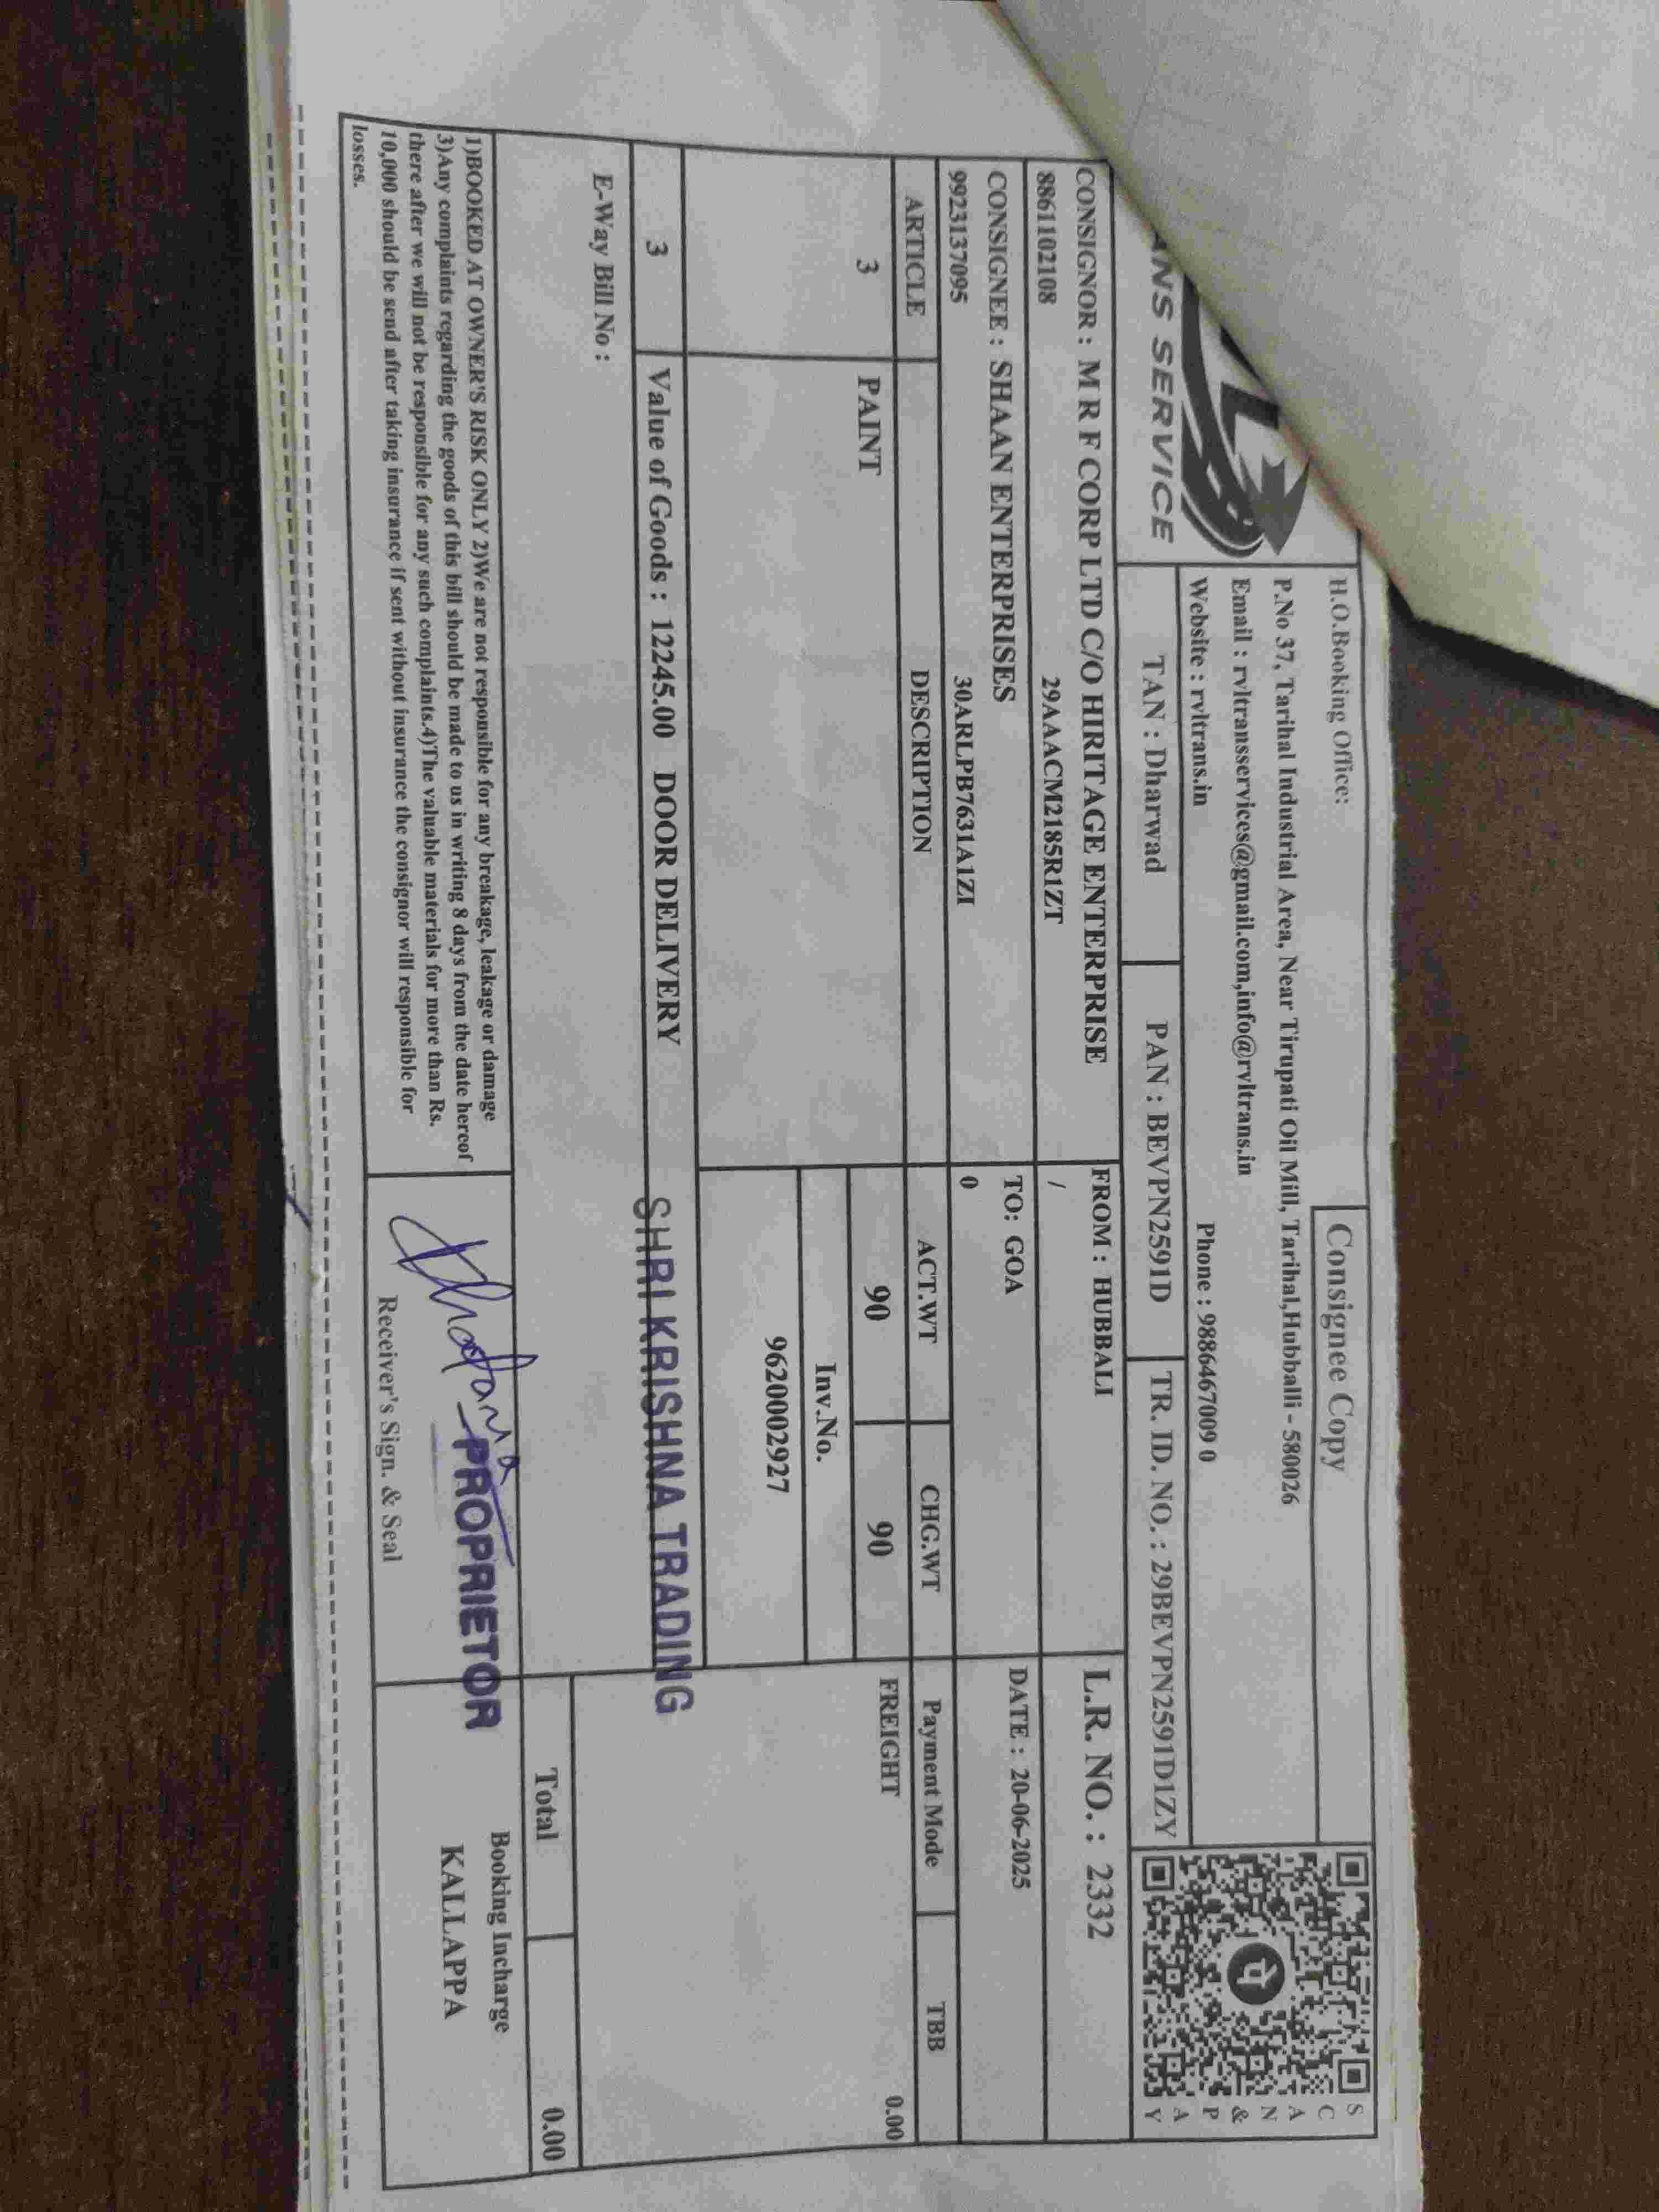 H.O.Booking Office:
Consignee Copy
P.No 37, Tarihal Industrial Area, Near Tirupati Oil Mill, Tarihal,Hubballi - 580026
Email : rvltransservices@gmail.com,info@rvltrans.in
Website : rvltrans.in Phone : 9886467009 0
SCAN & PAY
ANS SERVICE
TAN : Dharwad PAN : BEVPN2591D TR. ID. NO. : 29BEVPN2591D1ZY
CONSIGNOR : M R F CORP LTD C/O HIRITAGE ENTERPRISE FROM : HUBBALI L.R. NO. : 2332
8861102108 29AAACM2185R1ZT /
CONSIGNEE : SHAAN ENTERPRISES TO: GOA DATE : 20-06-2025
9923137095 30ARLPB7631A1ZI 0
ARTICLE DESCRIPTION ACT.WT CHG.WT Payment Mode TBB
3 PAINT 90 90 FREIGHT 0.00
Inv.No.
9620002927
3 Value of Goods : 12245.00 DOOR DELIVERY
SHRI KRISHNA TRADING
E-Way Bill No :
Total 0.00
1)BOOKED AT OWNER'S RISK ONLY 2)We are not responsible for any breakage, leakage or damage
3)Any complaints regarding the goods of this bill should be made to us in writing 8 days from the date hereof
there after we will not be responsible for any such complaints.4)The valuable materials for more than Rs.
10,000 should be send after taking insurance if sent without insurance the consignor will responsible for
losses.
PROPRIETOR
Receiver's Sign. & Seal
Booking Incharge
KALLAPPA